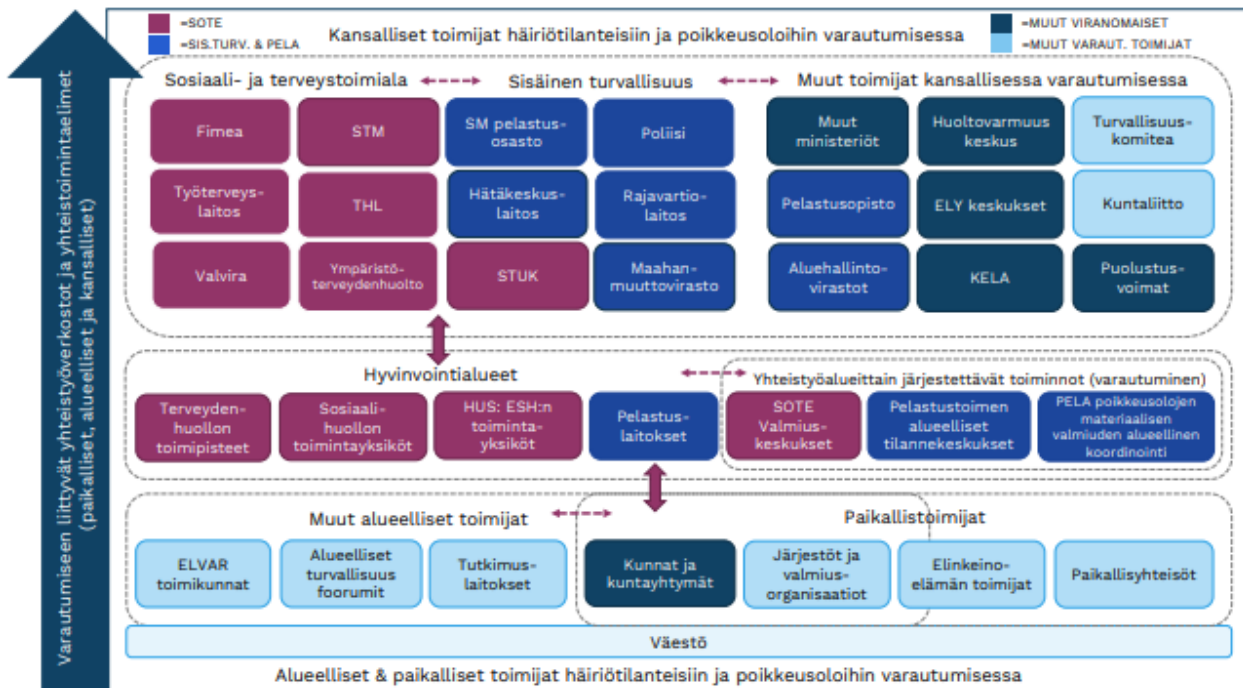 =SOTE
=SIS.TURV. & PELA
Kansalliset toimijat häiriötilanteisiin ja poikkeusoloihin varautumisessa
=MUUT VIRANOMAISET
=MUUT VARAUT. TOIMIJAT
Varautumiseen liittyvät yhteistyöverkostot ja yhteistoimintaelimet
(paikalliset, alueelliset ja kansalliset)
Sosiaali- ja terveystoimiala
Sisäinen turvallisuus
Muut toimijat kansallisessa varautumisessa
Fimea
STM
SM pelastus-
osasto
Poliisi
Muut
ministeriöt
Huoltovarmuus
keskus
Turvallisuus-
komitea
Työterveys-
laitos
THL
Hätäkeskus-
laitos
Rajavartio-
laitos
Pelastusopisto
ELY keskukset
Kuntaliitto
Valvira
Ympäristö-
terveydenhuolto
STUK
Maahan-
muuttovirasto
Aluehallinto-
virastot
KELA
Puolustus-
voimat
Hyvinvointialueet
Yhteistyöalueittain järjestettävät toiminnot (varautuminen)
Terveyden-
huollon
toimipisteet
Sosiaali-
huollon
toimintayksiköt
HUS: ESH:n
toiminta-
yksiköt
Pelastus-
laitokset
SOTE
Valmius-
keskukset
Pelastustoimen
alueelliset
tilannekeskukset
PELA poikkeusolojen
materiaalisen
valmiuden alueellinen
koordinointi
Muut alueelliset toimijat
Paikallistoimijat
ELVAR
toimikunnat
Alueelliset
turvallisuus
foorumit
Tutkimus-
laitokset
Kunnat ja
kuntayhtymät
Järjestöt ja
valmius-
organisaatiot
Elinkeino-
elämän toimijat
Paikallisyhteisöt
Väestö
Alueelliset & paikalliset toimijat häiriötilanteisiin ja poikkeusoloihin varautumisessa